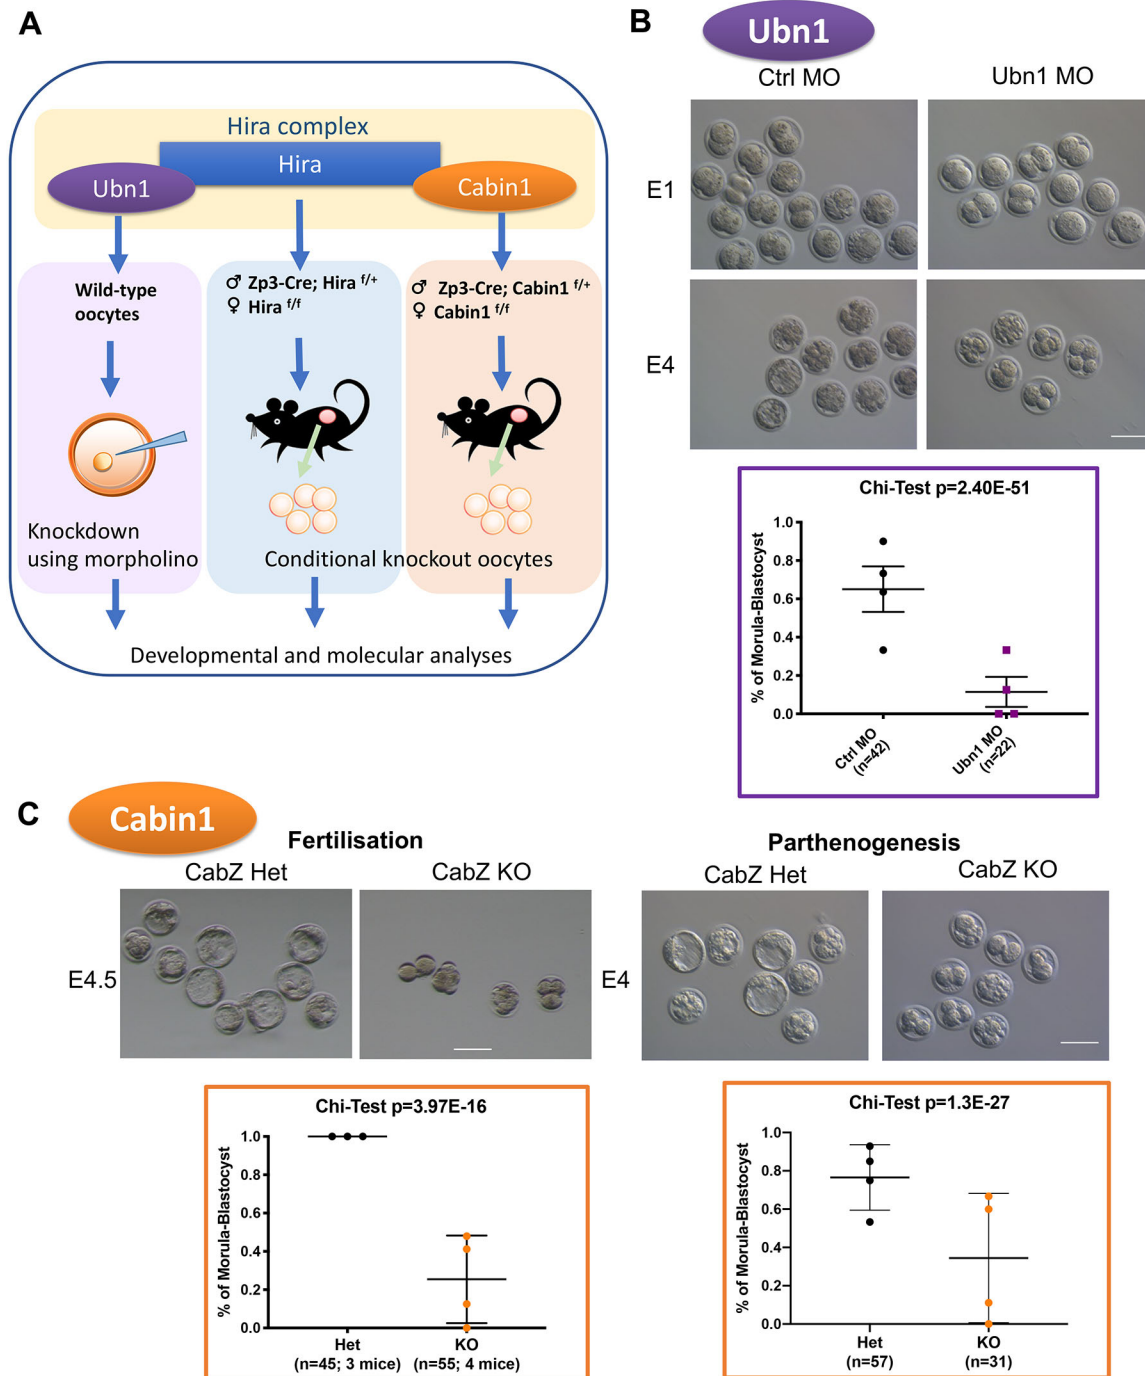 A
Hira complex
Hira
Ubn1
Cabin1
Wild-type
oocytes
♂ Zp3-Cre; Hira f/+
♀ Hira f/f
♂ Zp3-Cre; Cabin1 f/+
♀ Cabin1 f/f
Knockdown
using morpholino
Conditional knockout oocytes
Developmental and molecular analyses
B
Ubn1
Ctrl MO
Ubn1 MO
E1
E4
Chi-Test p=2.40E-51
% of Morula-Blastocyst
1.0
0.8
0.6
0.4
0.2
0.0
Ctrl MO
(n=42)
Ubn1 MO
(n=22)
C
Cabin1
Fertilisation
CabZ Het
CabZ KO
E4.5
Chi-Test p=3.97E-16
% of Morula-Blastocyst
1.0
0.8
0.6
0.4
0.2
0.0
Het
(n=45; 3 mice)
KO
(n=55; 4 mice)
Parthenogenesis
CabZ Het
CabZ KO
E4
Chi-Test p=1.3E-27
% of Morula-Blastocyst
1.0
0.8
0.6
0.4
0.2
0.0
Het
(n=57)
KO
(n=31)